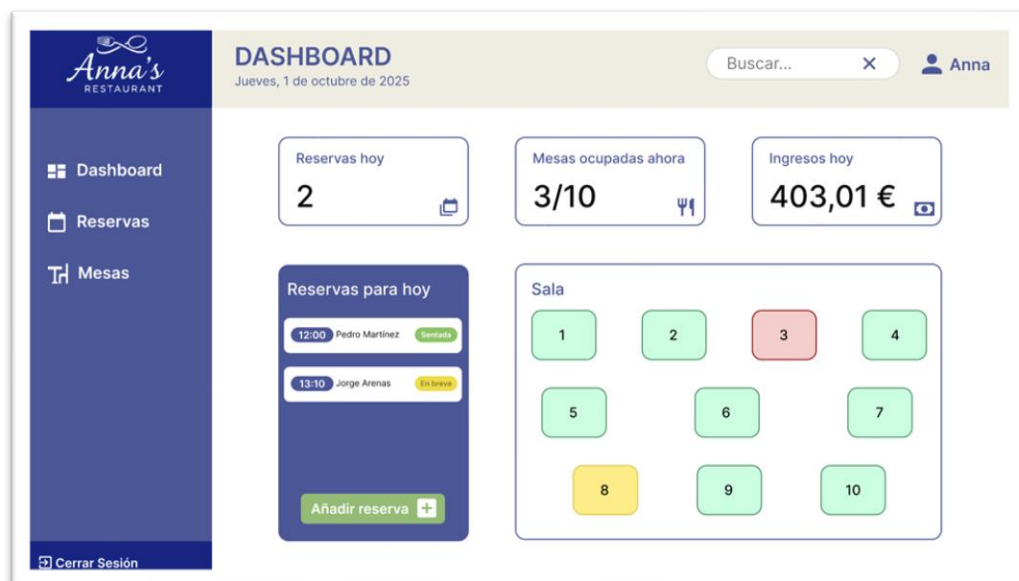 Anna's
RESTAURANT
DASHBOARD
Jueves, 1 de octubre de 2025
Buscar...
Anna
Dashboard
Reservas
Mesas
Cerrar Sesión
Reservas hoy
2
Mesas ocupadas ahora
3/10
Ingresos hoy
403,01 €
Reservas para hoy
12:00 Pedro Martínez Sentada
13:10 Jorge Arenas En breve
Añadir reserva
Sala
1 2 3 4
5 6 7
8 9 10